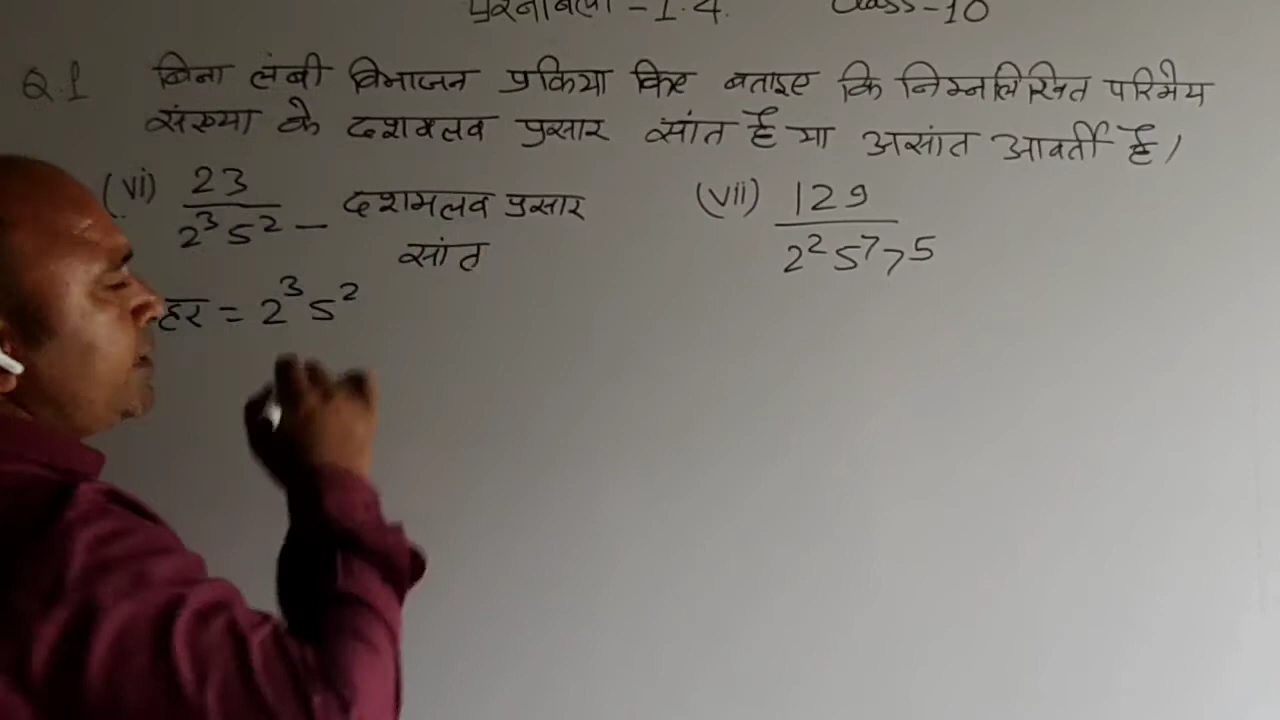 प्रश्नावली - 1.4. Class-10
Q.1 बिना लंबी विभाजन प्रक्रिया किए बताइए कि निम्नलिखित परिमेय
संख्या के दशमलव प्रसार सांत है या असांत आवर्ती है।
(vi) 23/2³5² - दशमलव प्रसार सांत
(vii) 129/2²5⁷7⁵
हर = 2³5²